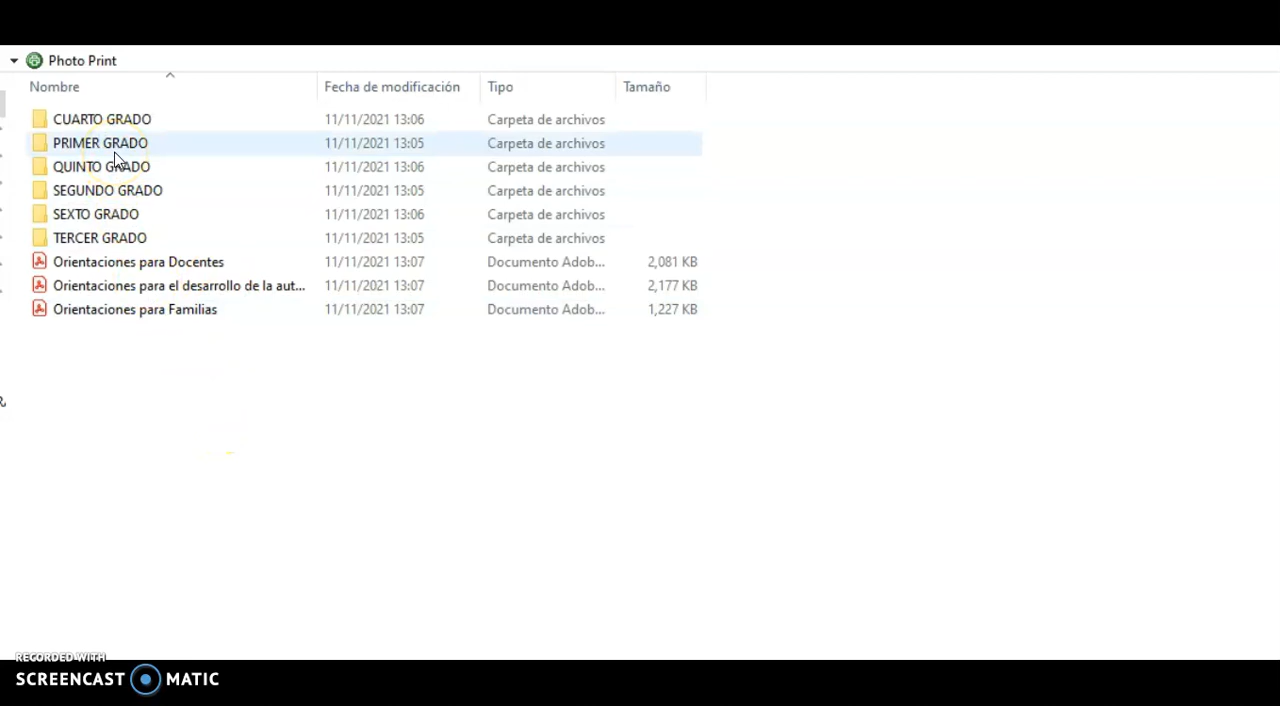 Photo Print
Nombre Fecha de modificación Tipo Tamaño
CUARTO GRADO 11/11/2021 13:06 Carpeta de archivos
PRIMER GRADO 11/11/2021 13:05 Carpeta de archivos
QUINTO GRADO 11/11/2021 13:06 Carpeta de archivos
SEGUNDO GRADO 11/11/2021 13:05 Carpeta de archivos
SEXTO GRADO 11/11/2021 13:06 Carpeta de archivos
TERCER GRADO 11/11/2021 13:05 Carpeta de archivos
Orientaciones para Docentes 11/11/2021 13:07 Documento Adob... 2,081 KB
Orientaciones para el desarrollo de la aut... 11/11/2021 13:07 Documento Adob... 2,177 KB
Orientaciones para Familias 11/11/2021 13:07 Documento Adob... 1,227 KB
RECORDED WITH
SCREENCAST MATIC